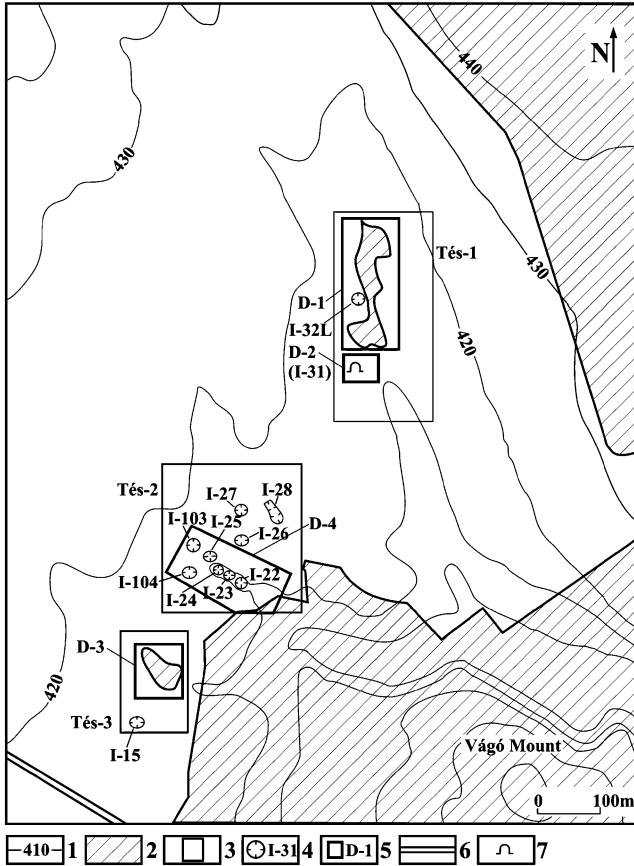 N
440
430
430
Tés-1
D-1
I-32L
420
D-2
(I-31)
Tés-2
I-27
I-28
I-103
I-25
D-4
I-26
I-104
I-22
I-23
I-24
D-3
420
Tés-3
I-15
Vágó Mount
0 100m
410 1 2 3 I-31 4 D-1 5 6 7